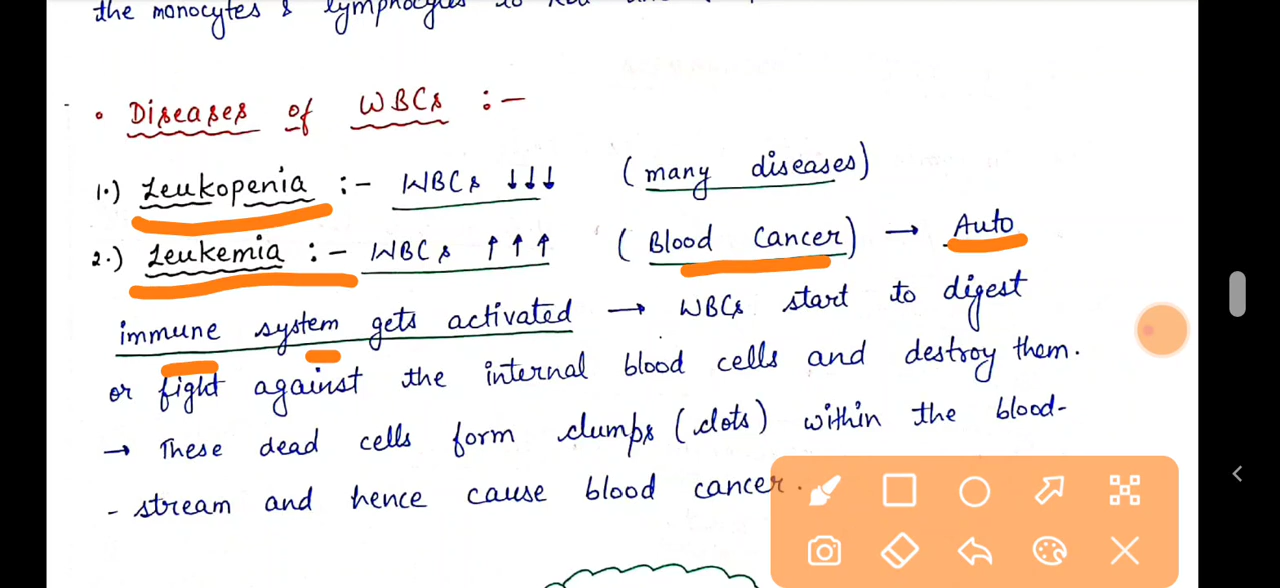 the monocytes & lymphocytes to
• Diseases of WBCs :-
1.) Leukopenia :- WBCs ↓↓↓ (many diseases)
2.) Leukemia :- WBCs ↑↑↑ (Blood Cancer) → Auto
immune system gets activated → WBCs start to digest
or fight against the internal blood cells and destroy them.
→ These dead cells form clumps (clots) within the blood-
- stream and hence cause blood cancer.